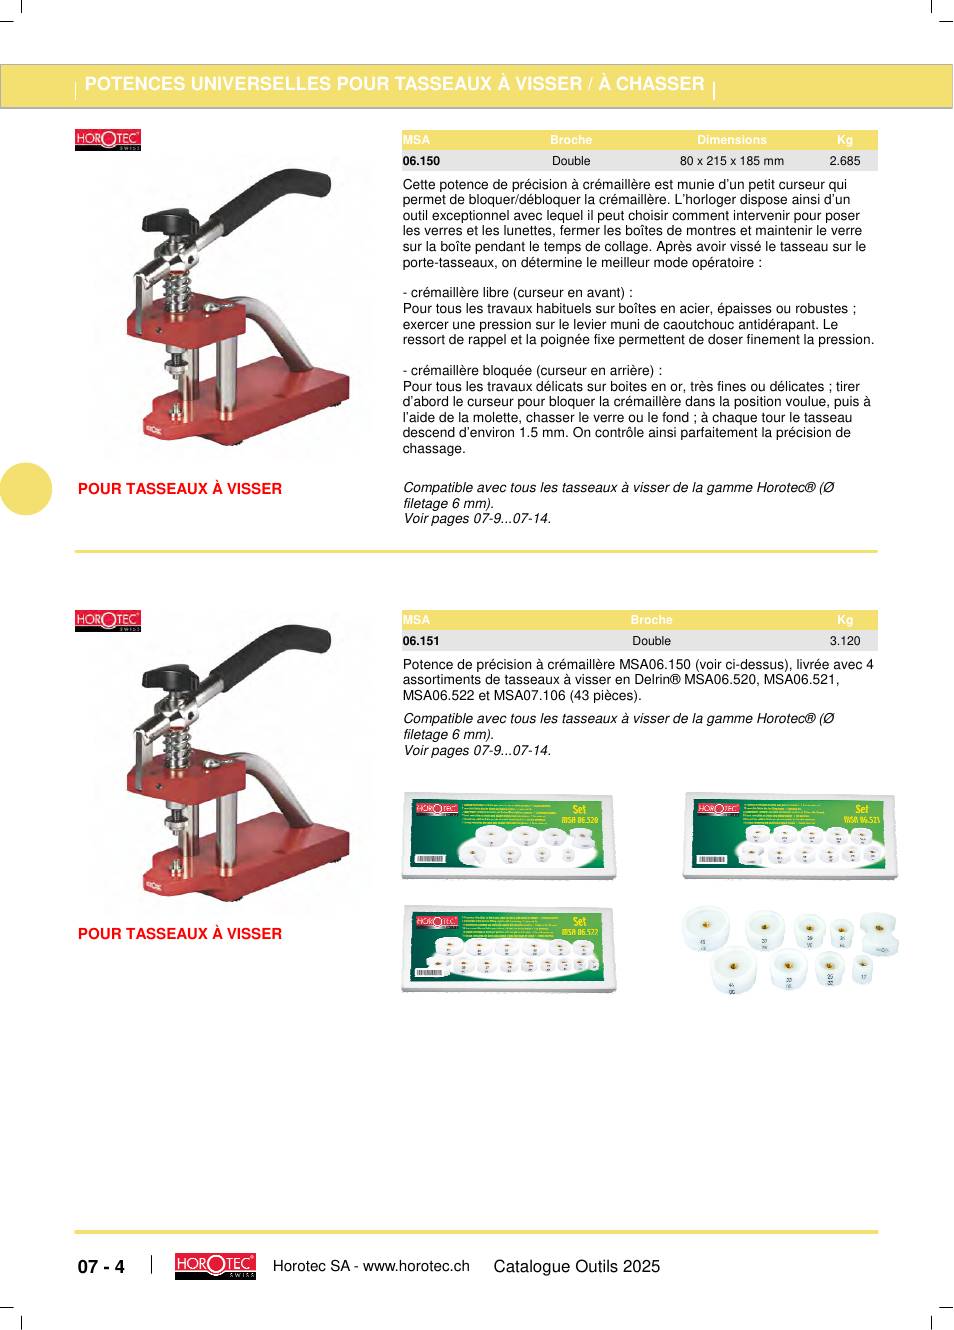 POTENCES UNIVERSELLES POUR TASSEAUX À VISSER / À CHASSER
HOROTEC®
SWISS
MSA Broche Dimensions Kg
06.150 Double 80 x 215 x 185 mm 2.685
Cette potence de précision à crémaillère est munie d’un petit curseur qui
permet de bloquer/débloquer la crémaillère. L’horloger dispose ainsi d’un
outil exceptionnel avec lequel il peut choisir comment intervenir pour poser
les verres et les lunettes, fermer les boîtes de montres et maintenir le verre
sur la boîte pendant le temps de collage. Après avoir vissé le tasseau sur le
porte-tasseaux, on détermine le meilleur mode opératoire :
- crémaillère libre (curseur en avant) :
Pour tous les travaux habituels sur boîtes en acier, épaisses ou robustes ;
exercer une pression sur le levier muni de caoutchouc antidérapant. Le
ressort de rappel et la poignée fixe permettent de doser finement la pression.
- crémaillère bloquée (curseur en arrière) :
Pour tous les travaux délicats sur boites en or, très fines ou délicates ; tirer
d’abord le curseur pour bloquer la crémaillère dans la position voulue, puis à
l’aide de la molette, chasser le verre ou le fond ; à chaque tour le tasseau
descend d’environ 1.5 mm. On contrôle ainsi parfaitement la précision de
chassage.
POUR TASSEAUX À VISSER
Compatible avec tous les tasseaux à visser de la gamme Horotec® (Ø
filetage 6 mm).
Voir pages 07-9...07-14.
HOROTEC®
SWISS
MSA Broche Kg
06.151 Double 3.120
Potence de précision à crémaillère MSA06.150 (voir ci-dessus), livrée avec 4
assortiments de tasseaux à visser en Delrin® MSA06.520, MSA06.521,
MSA06.522 et MSA07.106 (43 pièces).
Compatible avec tous les tasseaux à visser de la gamme Horotec® (Ø
filetage 6 mm).
Voir pages 07-9...07-14.
HOROTEC
Set
MSA 06.520
HOROTEC
Set
MSA 06.521
HOROTEC
Set
MSA 06.522
POUR TASSEAUX À VISSER
07 - 4
HOROTEC®
SWISS
Horotec SA - www.horotec.ch Catalogue Outils 2025